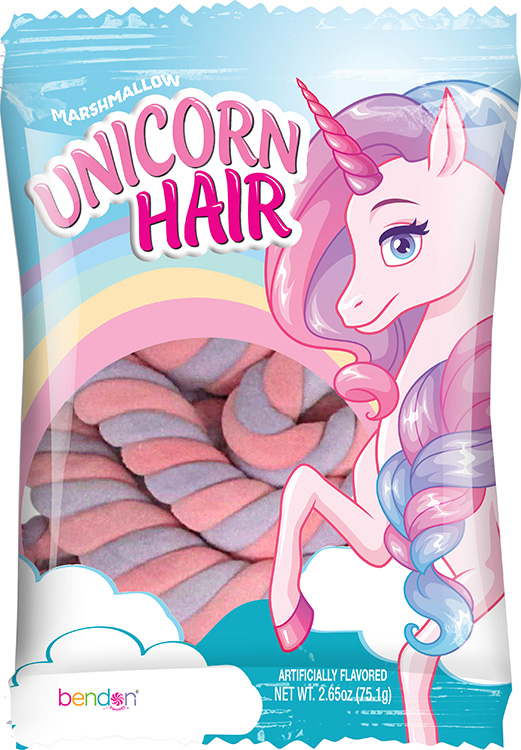 MARSHMALLOW
UNICORN
HAIR
ARTIFICIALLY FLAVORED
NET WT. 2.65oz.(75.1g)
bendon®